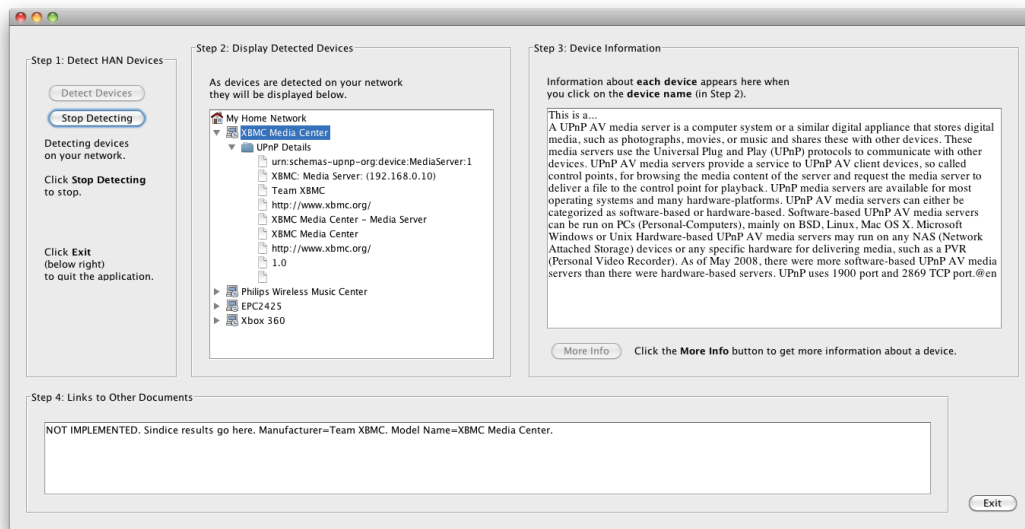 Step 1: Detect HAN Devices
Detect Devices
Stop Detecting
Detecting devices
on your network.
Click Stop Detecting
to stop.
Click Exit
(below right)
to quit the application.
Step 2: Display Detected Devices
As devices are detected on your network
they will be displayed below.
My Home Network
XBMC Media Center
UPnP Details
urn:schemas-upnp-org:device:MediaServer:1
XBMC: Media Server: (192.168.0.10)
Team XBMC
http://www.xbmc.org/
XBMC Media Center - Media Server
XBMC Media Center
http://www.xbmc.org/
1.0
Philips Wireless Music Center
EPC2425
Xbox 360
Step 3: Device Information
Information about each device appears here when
you click on the device name (in Step 2).
This is a...
A UPnP AV media server is a computer system or a similar digital appliance that stores digital
media, such as photographs, movies, or music and shares these with other devices. These
media servers use the Universal Plug and Play (UPnP) protocols to communicate with other
devices. UPnP AV media servers provide a service to UPnP AV client devices, so called
control points, for browsing the media content of the server and request the media server to
deliver a file to the control point for playback. UPnP media servers are available for most
operating systems and many hardware-platforms. UPnP AV media servers can either be
categorized as software-based or hardware-based. Software-based UPnP AV media servers
can be run on PCs (Personal-Computers), mainly on BSD, Linux, Mac OS X. Microsoft
Windows or Unix Hardware-based UPnP AV media servers may run on any NAS (Network
Attached Storage) devices or any specific hardware for delivering media, such as a PVR
(Personal Video Recorder). As of May 2008, there were more software-based UPnP AV media
servers than there were hardware-based servers. UPnP uses 1900 port and 2869 TCP port.@en
More Info
Click the More Info button to get more information about a device.
Step 4: Links to Other Documents
NOT IMPLEMENTED. Sindice results go here. Manufacturer=Team XBMC. Model Name=XBMC Media Center.
Exit